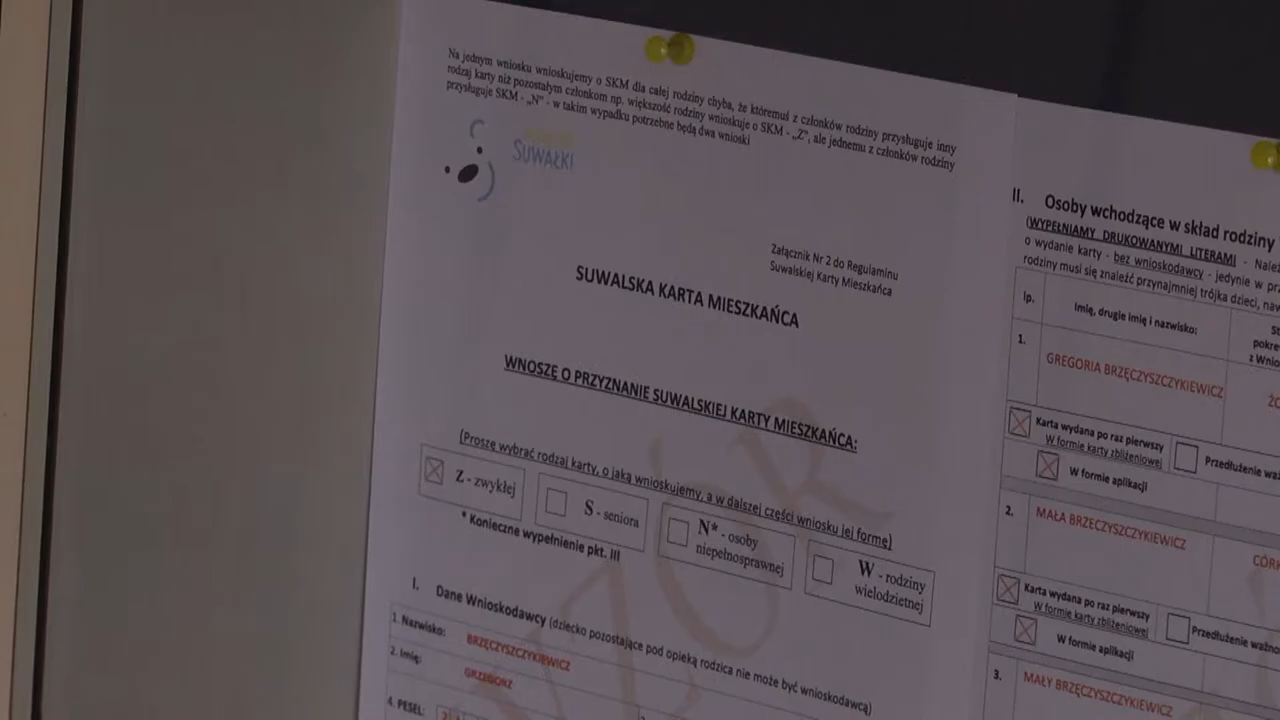 Na jednym wniosku wnioskujemy o SKM dla całej rodziny chyba, że któremuś z członków rodziny przysługuje inny
rodzaj karty niż pozostałym członkom np. większość rodziny wnioskuje o SKM - „Z", ale jednemu z członków rodziny
przysługuje SKM - „N" - w takim wypadku potrzebne będą dwa wnioski
SUWAŁKI
Załącznik Nr 2 do Regulaminu
Suwalskiej Karty Mieszkańca
SUWALSKA KARTA MIESZKAŃCA
WNOSZĘ O PRZYZNANIE SUWALSKIEJ KARTY MIESZKAŃCA:
(Proszę wybrać rodzaj karty, o jaką wnioskujemy, a w dalszej części wniosku jej formę)
Z - zwykłej
S - seniora
N* - osoby
niepełnosprawnej
W - rodziny
wielodzietnej
* Konieczne wypełnienie pkt. III
I. Dane Wnioskodawcy (dziecko pozostające pod opieką rodzica nie może być wnioskodawcą)
1. Nazwisko: BRZĘCZYSZCZYKIEWICZ
2. Imię: GRZEGORZ
4. PESEL:
WZÓR
II. Osoby wchodzące w skład rodziny
(WYPEŁNIAMY DRUKOWANYMI LITERAMI -
o wydanie karty - bez wnioskodawcy - jedynie w
rodziny musi się znaleźć przynajmniej trójka dzieci,
lp.
Imię, drugie imię i nazwisko:
1.
GREGORIA BRZĘCZYSZCZYKIEWICZ
Karta wydana po raz pierwszy
W formie karty zbliżeniowej
Przedłużenie
W formie aplikacji
2.
MAŁA BRZĘCZYSZCZYKIEWICZ
Karta wydana po raz pierwszy
W formie karty zbliżeniowej
Przedłużenie
W formie aplikacji
3.
MAŁY BRZĘCZYSZCZYKIEWICZ